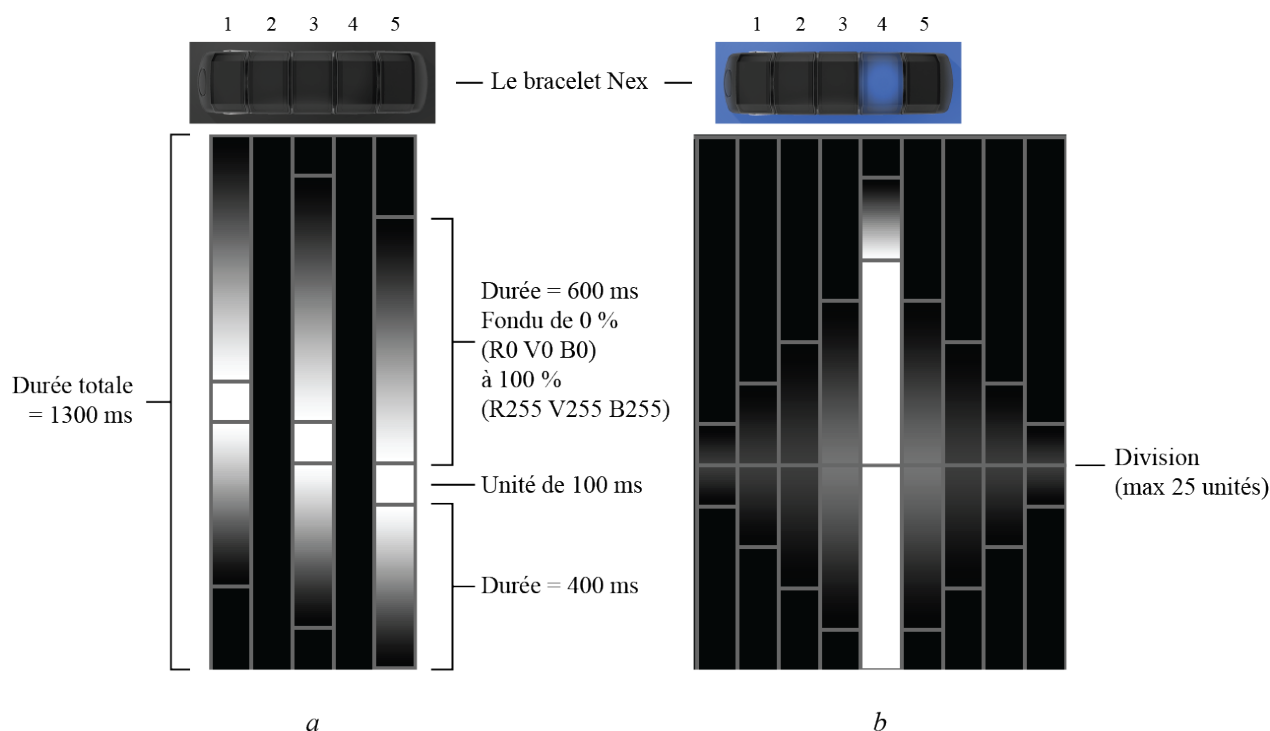 1 2 3 4 5
1 2 3 4 5
Le bracelet Nex
Durée totale
= 1300 ms
Durée = 600 ms
Fondu de 0 %
(R0 V0 B0)
à 100 %
(R255 V255 B255)
Unité de 100 ms
Durée = 400 ms
Division
(max 25 unités)
a
b